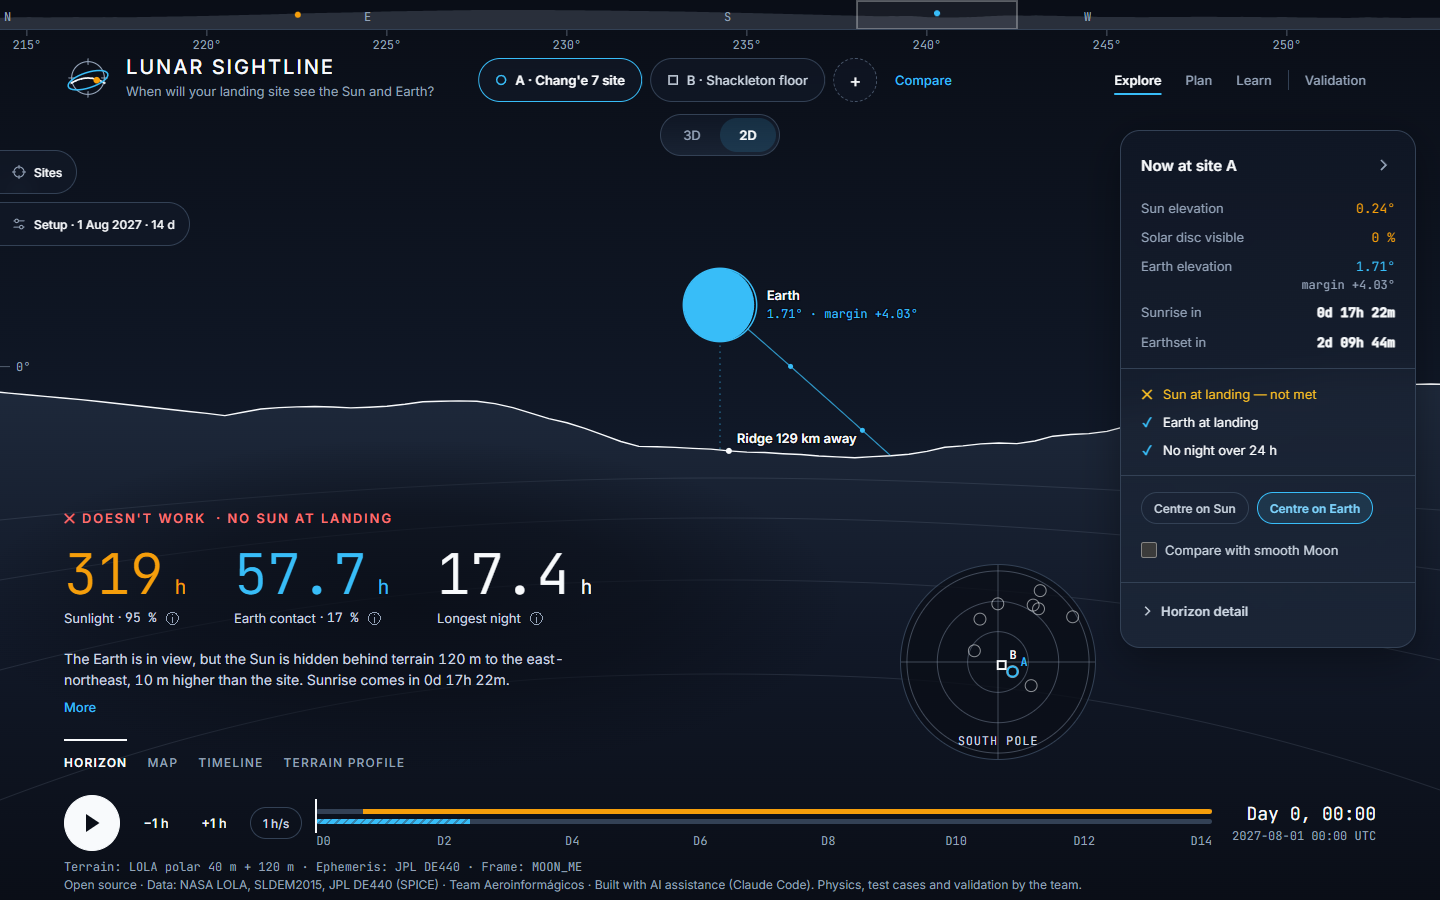 N E S W
215° 220° 225° 230° 235° 240° 245° 250°
LUNAR SIGHTLINE
When will your landing site see the Sun and Earth?
A · Chang'e 7 site
B · Shackleton floor
+
Compare
Explore Plan Learn Validation
3D 2D
Sites
Setup · 1 Aug 2027 · 14 d
0°
Earth
1.71° · margin +4.03°
Ridge 129 km away
Now at site A
Sun elevation 0.24°
Solar disc visible 0 %
Earth elevation 1.71°
margin +4.03°
Sunrise in 0d 17h 22m
Earthset in 2d 09h 44m
Sun at landing — not met
Earth at landing
No night over 24 h
Centre on Sun Centre on Earth
Compare with smooth Moon
Horizon detail
DOESN'T WORK · NO SUN AT LANDING
319 h 57.7 h 17.4 h
Sunlight · 95 % Earth contact · 17 % Longest night
The Earth is in view, but the Sun is hidden behind terrain 120 m to the east-
northeast, 10 m higher than the site. Sunrise comes in 0d 17h 22m.
More
B A
SOUTH POLE
HORIZON MAP TIMELINE TERRAIN PROFILE
−1 h +1 h 1 h/s
D0 D2 D4 D6 D8 D10 D12 D14
Day 0, 00:00
2027-08-01 00:00 UTC
Terrain: LOLA polar 40 m + 120 m · Ephemeris: JPL DE440 · Frame: MOON_ME
Open source · Data: NASA LOLA, SLDEM2015, JPL DE440 (SPICE) · Team Aeroinformágicos · Built with AI assistance (Claude Code). Physics, test cases and validation by the team.